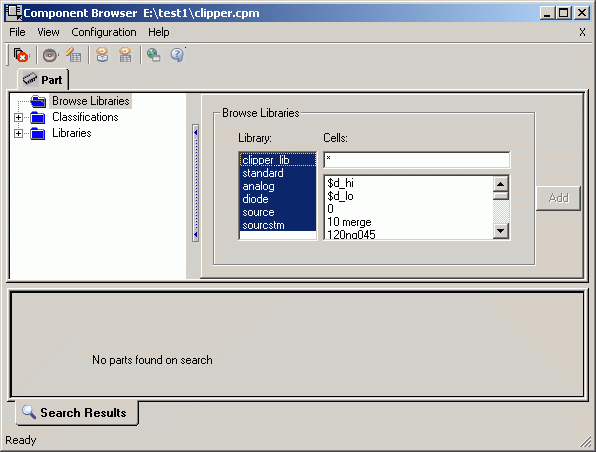 Component Browser E:\test1\clipper.cpm
File View Configuration Help X
Part
Browse Libraries
Classifications
Libraries
Browse Libraries
Library: Cells:
clipper_lib
standard
analog
diode
source
sourcstm
*
$d_hi
$d_lo
0
10 merge
120nq045
Add
No parts found on search
Search Results
Ready